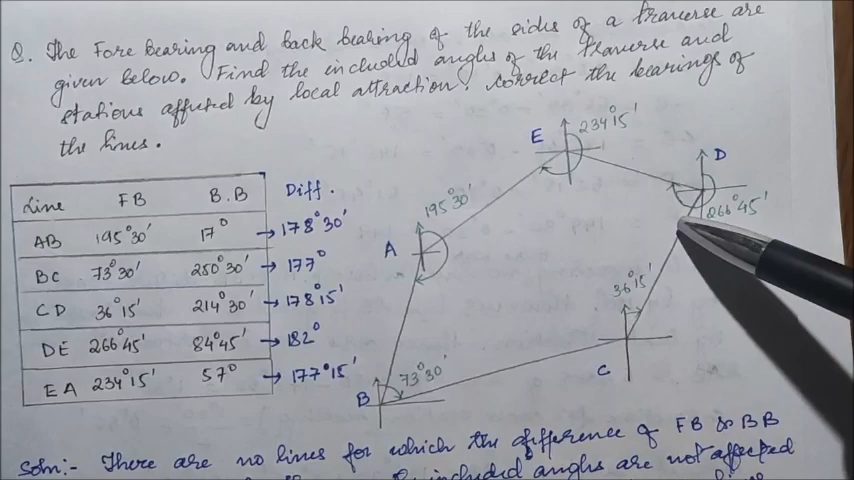 Q. The Fore bearing and back bearing of the sides of a traverse are
given below. Find the included angles of the traverse and
stations affected by local attraction. Correct the bearings of
the lines.
Line FB B.B Diff.
AB 195°30' 17° → 178°30'
BC 73°30' 250°30' → 177°
CD 36°15' 214°30' → 178°15'
DE 266°45' 84°45' → 182°
EA 234°15' 57° → 177°15'
E 234°15'
D
266°45'
195°30'
A
36°15'
C
B 73°30'
Soln:- There are no lines for which the difference of FB & BB
included angles are not affected